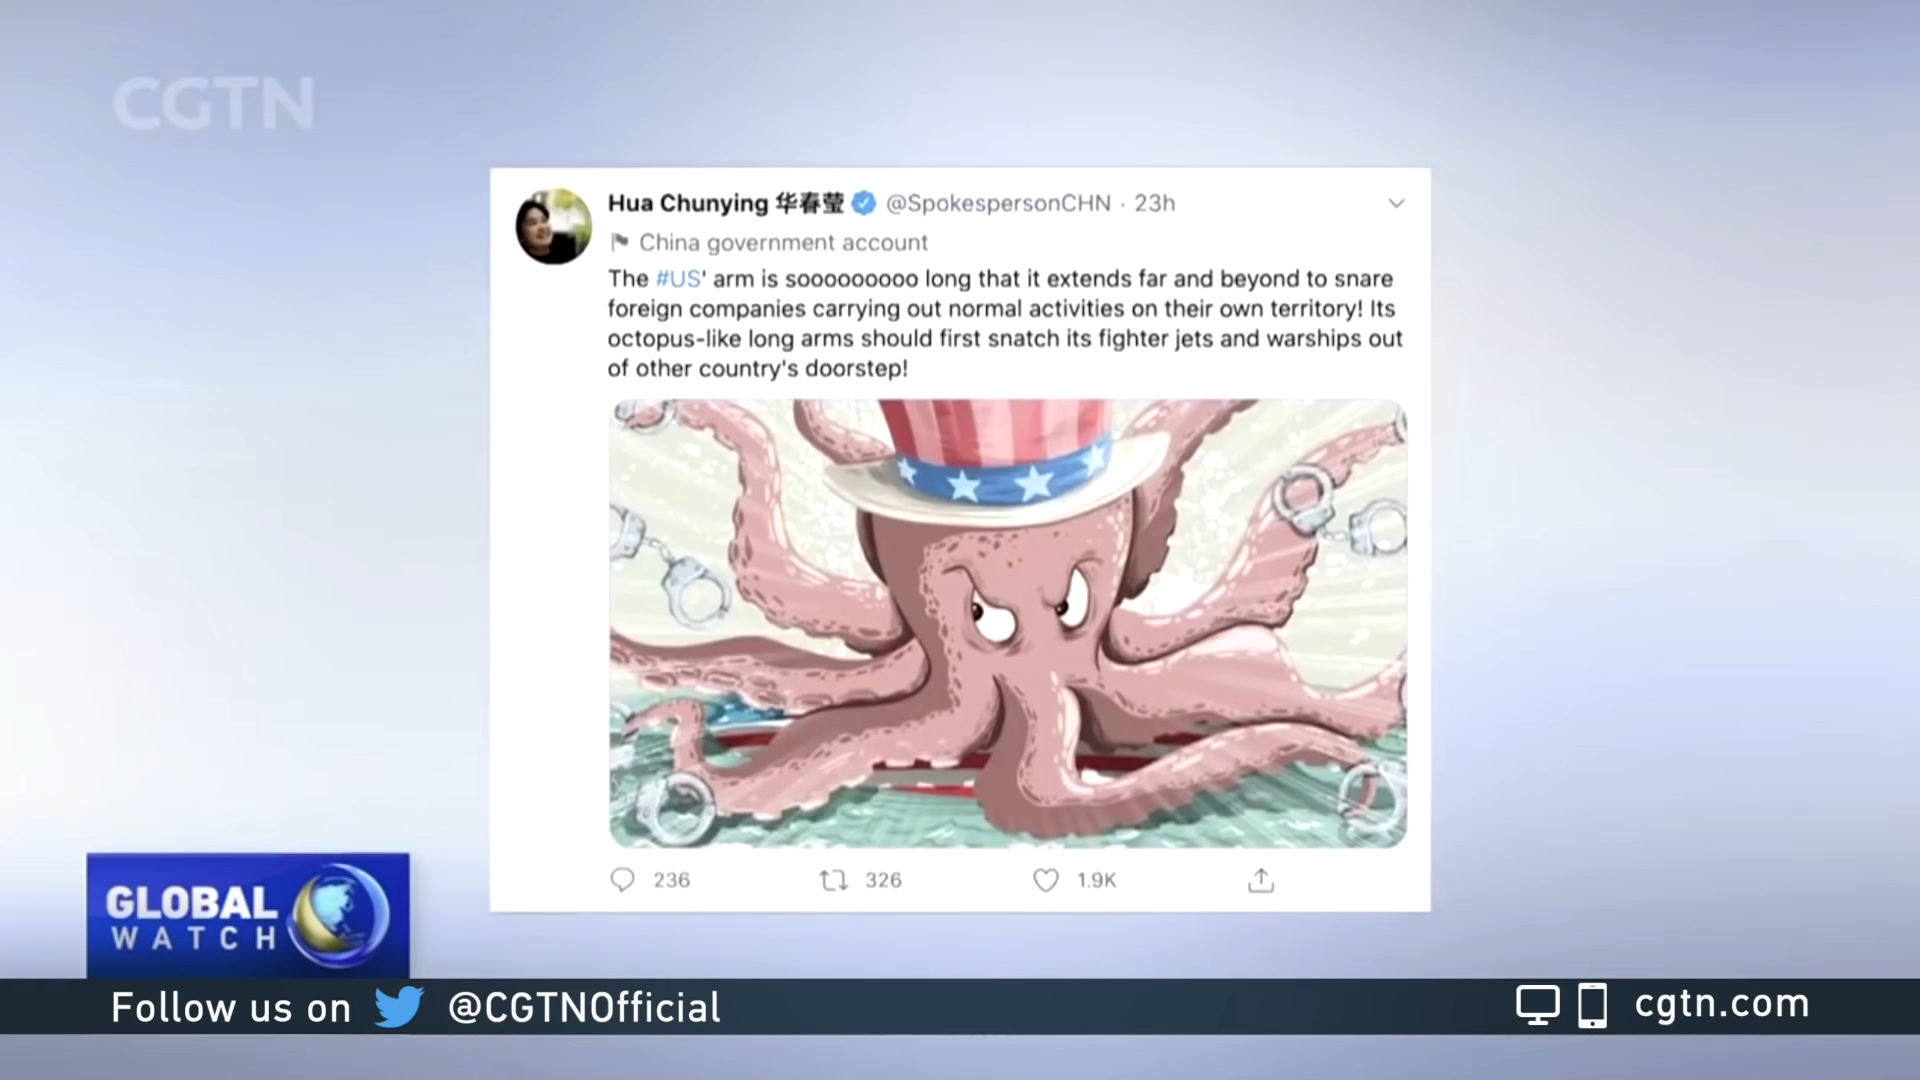 CGTN
Hua Chunying 华春莹 @SpokespersonCHN · 23h
China government account
The #US' arm is sooooooooo long that it extends far and beyond to snare
foreign companies carrying out normal activities on their own territory! Its
octopus-like long arms should first snatch its fighter jets and warships out
of other country's doorstep!
236 326 1.9K
GLOBAL
WATCH
Follow us on @CGTNOfficial cgtn.com